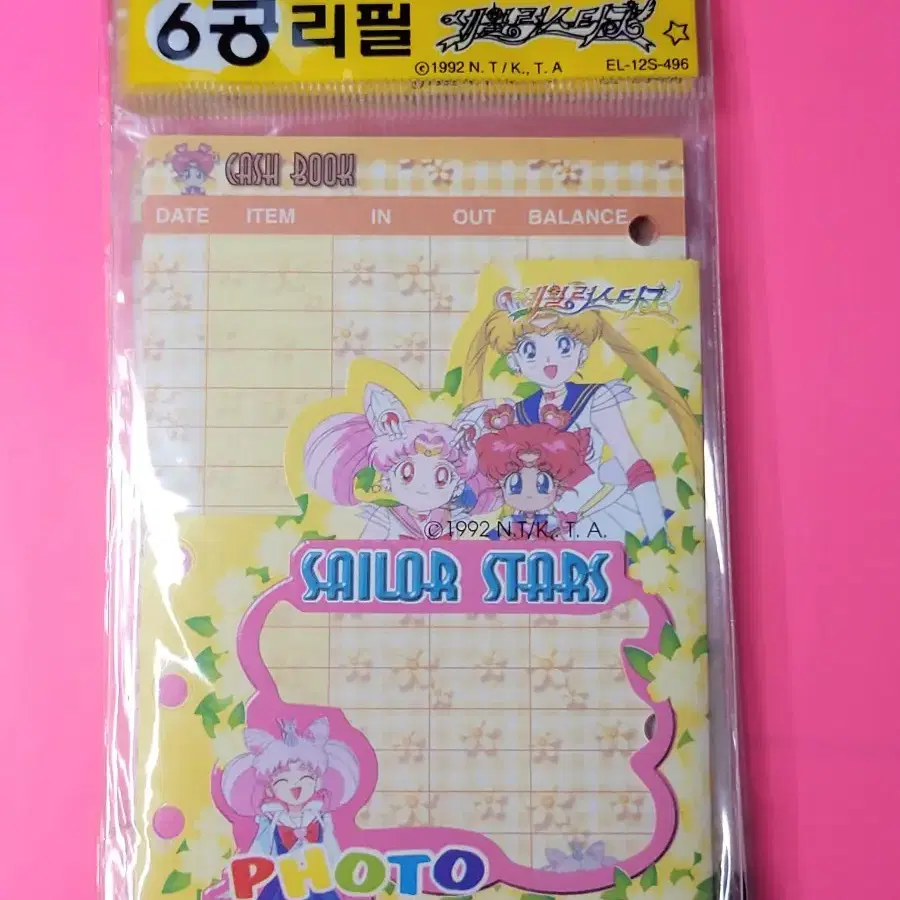 6공 리필 세일러스타즈
©1992 N.T/K., T. A EL-12S-496
CASH BOOK
DATE ITEM IN OUT BALANCE
세일러스타즈
©1992 N.T/K., T. A.
SAILOR STARS
PHOTO